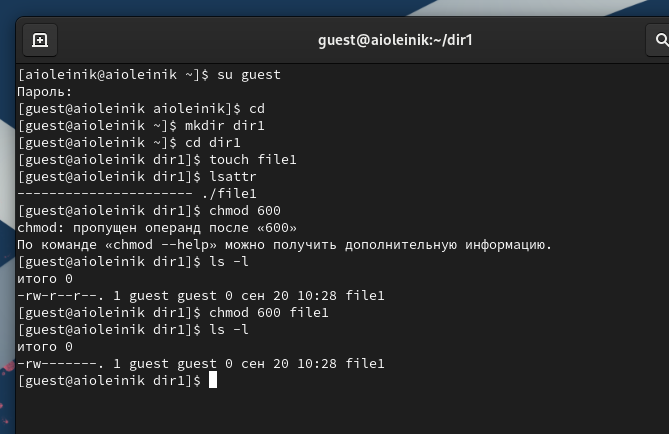 guest@aioleinik:~/dir1
[aioleinik@aioleinik ~]$ su guest
Пароль:
[guest@aioleinik aioleinik]$ cd
[guest@aioleinik ~]$ mkdir dir1
[guest@aioleinik ~]$ cd dir1
[guest@aioleinik dir1]$ touch file1
[guest@aioleinik dir1]$ lsattr
---------------------- ./file1
[guest@aioleinik dir1]$ chmod 600
chmod: пропущен операнд после «600»
По команде «chmod --help» можно получить дополнительную информацию.
[guest@aioleinik dir1]$ ls -l
итого 0
-rw-r--r--. 1 guest guest 0 сен 20 10:28 file1
[guest@aioleinik dir1]$ chmod 600 file1
[guest@aioleinik dir1]$ ls -l
итого 0
-rw-------. 1 guest guest 0 сен 20 10:28 file1
[guest@aioleinik dir1]$